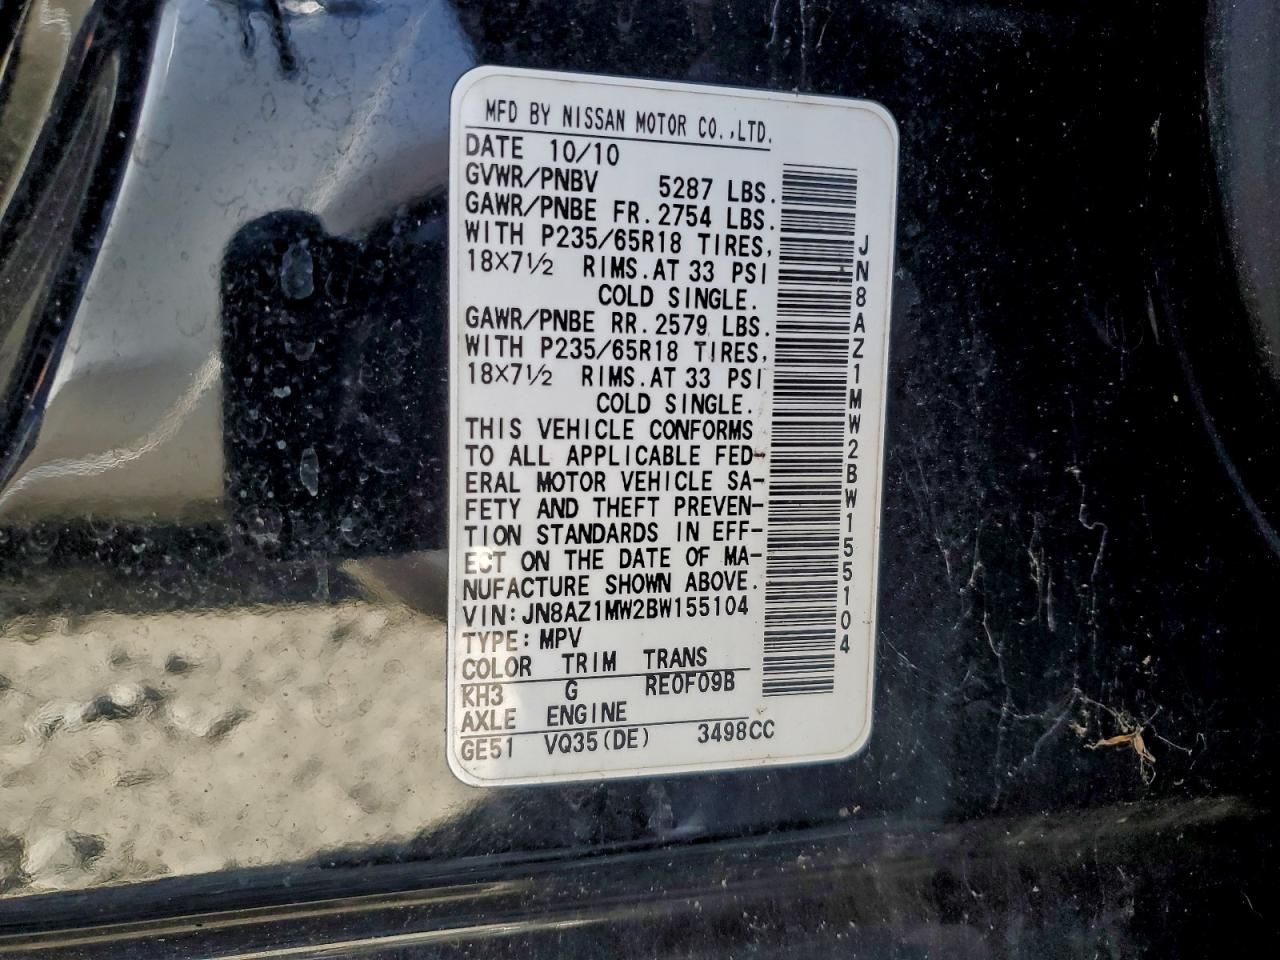 MFD BY NISSAN MOTOR CO.,LTD.
DATE 10/10
GVWR/PNBV 5287 LBS.
GAWR/PNBE FR. 2754 LBS.
WITH P235/65R18 TIRES,
18X7½ RIMS.AT 33 PSI
COLD SINGLE.
GAWR/PNBE RR. 2579 LBS.
WITH P235/65R18 TIRES,
18X7½ RIMS.AT 33 PSI
COLD SINGLE.
THIS VEHICLE CONFORMS
TO ALL APPLICABLE FED-
ERAL MOTOR VEHICLE SA-
FETY AND THEFT PREVEN-
TION STANDARDS IN EFF-
ECT ON THE DATE OF MA-
NUFACTURE SHOWN ABOVE.
VIN:JN8AZ1MW2BW155104
TYPE:MPV
COLOR TRIM TRANS
KH3 G RE0F09B
AXLE ENGINE
GE51 VQ35(DE) 3498CC
JN8AZ1MW2BW155104